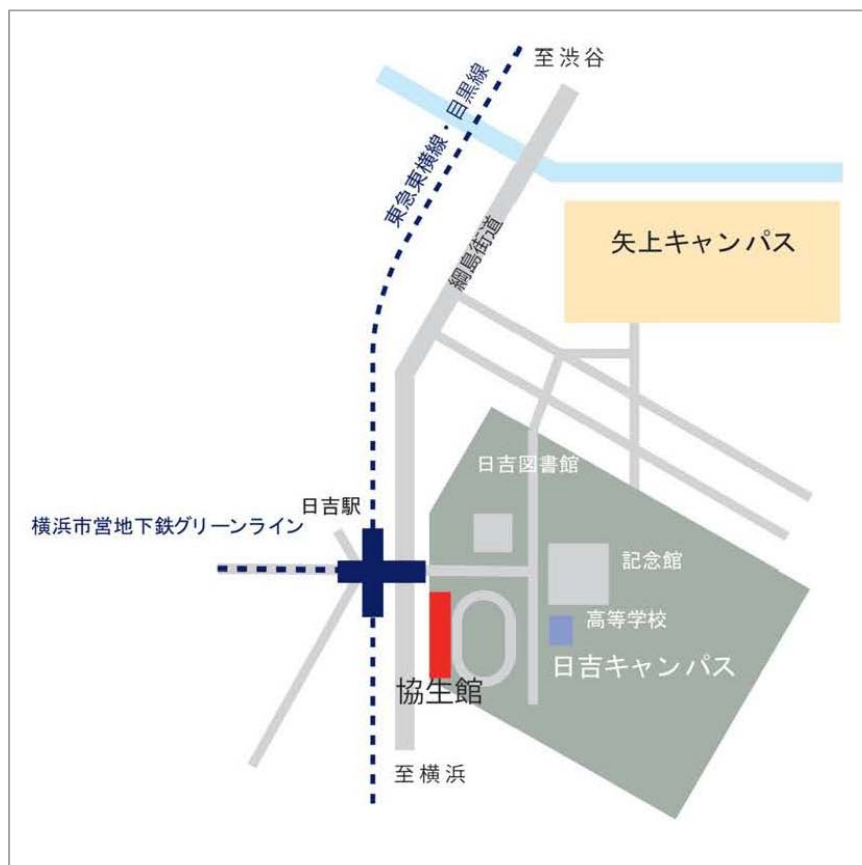 至渋谷
東急東横線・目黒線
綱島街道
矢上キャンパス
日吉図書館
日吉駅
横浜市営地下鉄グリーンライン
記念館
高等学校
日吉キャンパス
協生館
至横浜